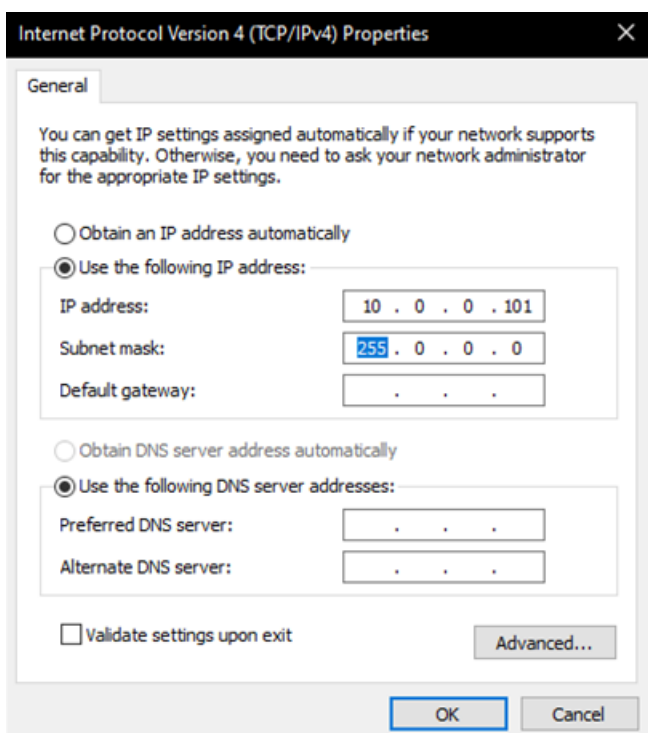 Internet Protocol Version 4 (TCP/IPv4) Properties
General
You can get IP settings assigned automatically if your network supports
this capability. Otherwise, you need to ask your network administrator
for the appropriate IP settings.
Obtain an IP address automatically
Use the following IP address:
IP address: 10 . 0 . 0 . 101
Subnet mask: 255 . 0 . 0 . 0
Default gateway: . . .
Obtain DNS server address automatically
Use the following DNS server addresses:
Preferred DNS server: . . .
Alternate DNS server: . . .
Validate settings upon exit
Advanced...
OK Cancel